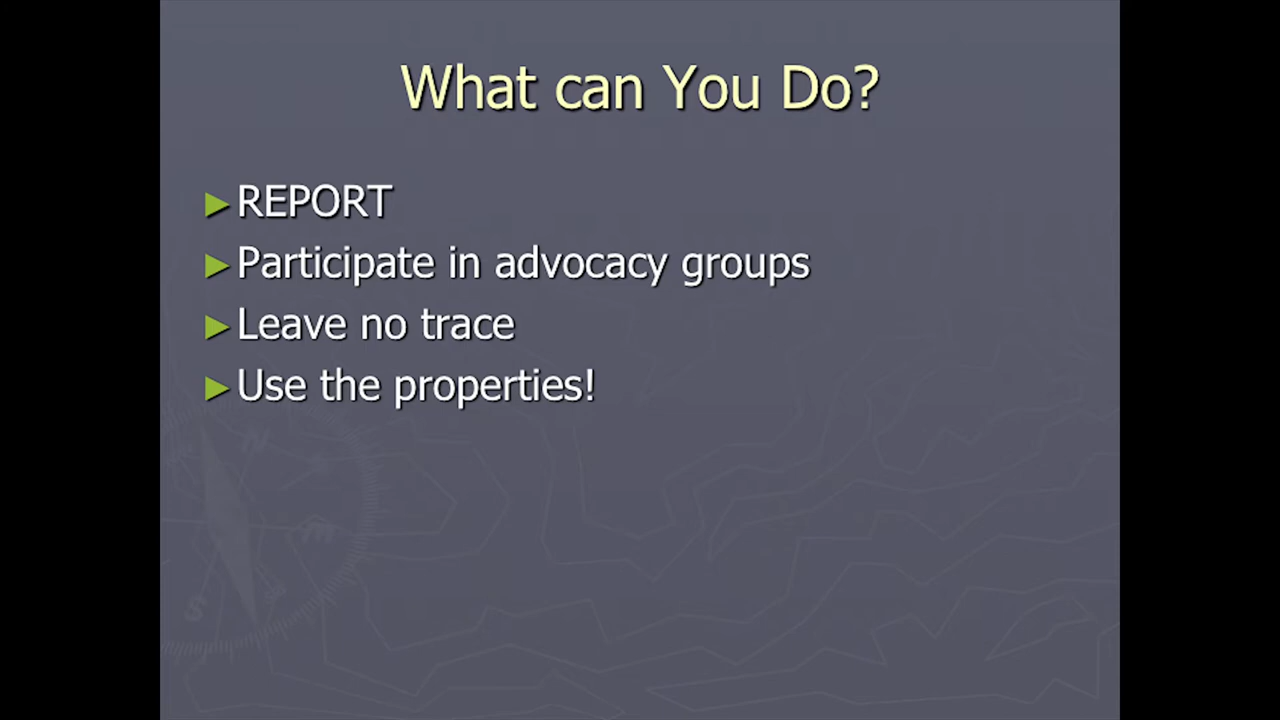 What can You Do?
►REPORT
►Participate in advocacy groups
►Leave no trace
►Use the properties!
N
S